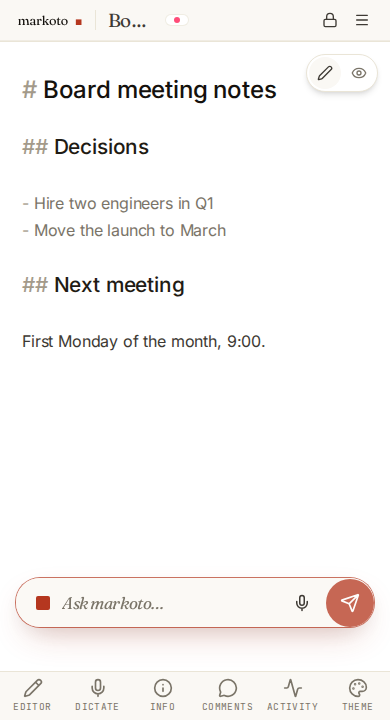 markoto Bo...
# Board meeting notes
## Decisions
- Hire two engineers in Q1
- Move the launch to March
## Next meeting
First Monday of the month, 9:00.
Ask markoto...
EDITOR DICTATE INFO COMMENTS ACTIVITY THEME